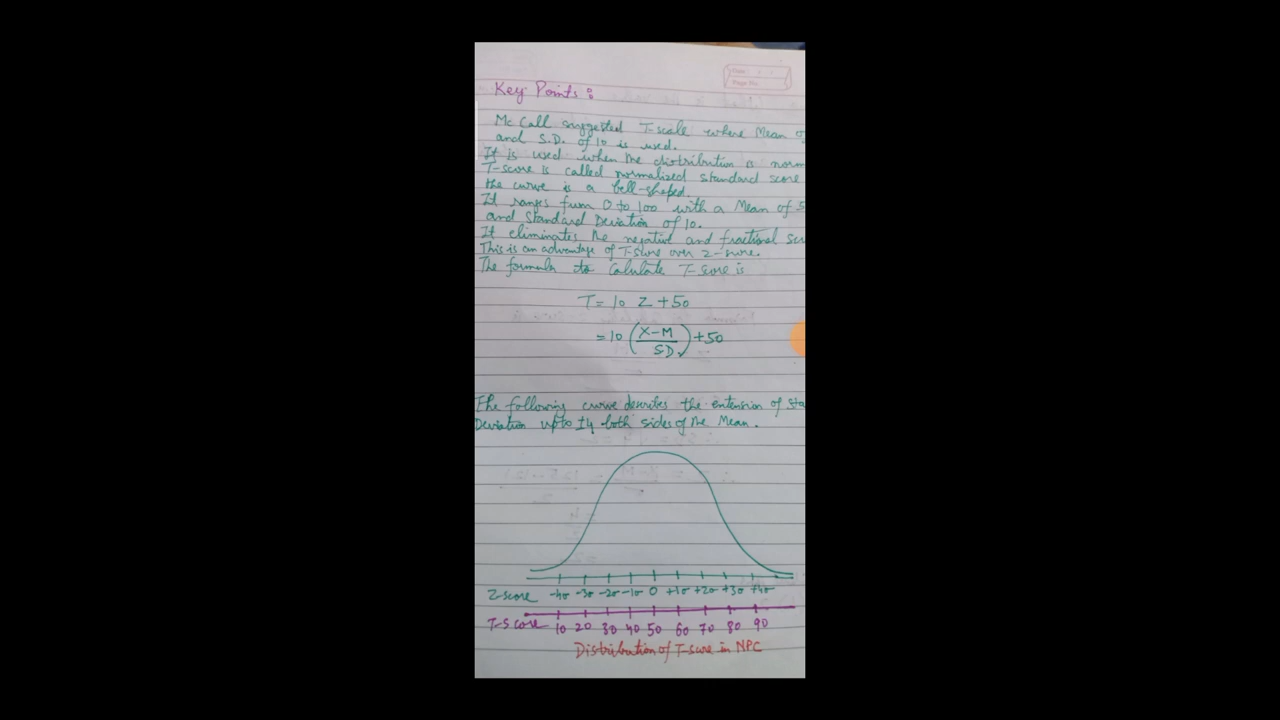 Key Points :
Mc Call suggested T-scale where Mean of
and S.D. of 10 is used.
It is used when the distribution is norm
T-score is called normalized standard score
the curve is a bell-shaped.
It ranges from 0 to 100 with a Mean of 5
and Standard Deviation of 10.
It eliminates the negative and fractional sc
This is an advantage of T-score over Z-score.
The formula to calculate T-score is
T = 10 Z + 50
= 10 (X-M / SD) + 50
The following curve describes the extension of sta
Deviation upto ±4 both sides of the Mean.
Z-score -4σ -3σ -2σ -1σ 0 +1σ +2σ +3σ +4σ
T-Score 10 20 30 40 50 60 70 80 90
Distribution of T-score in NPC